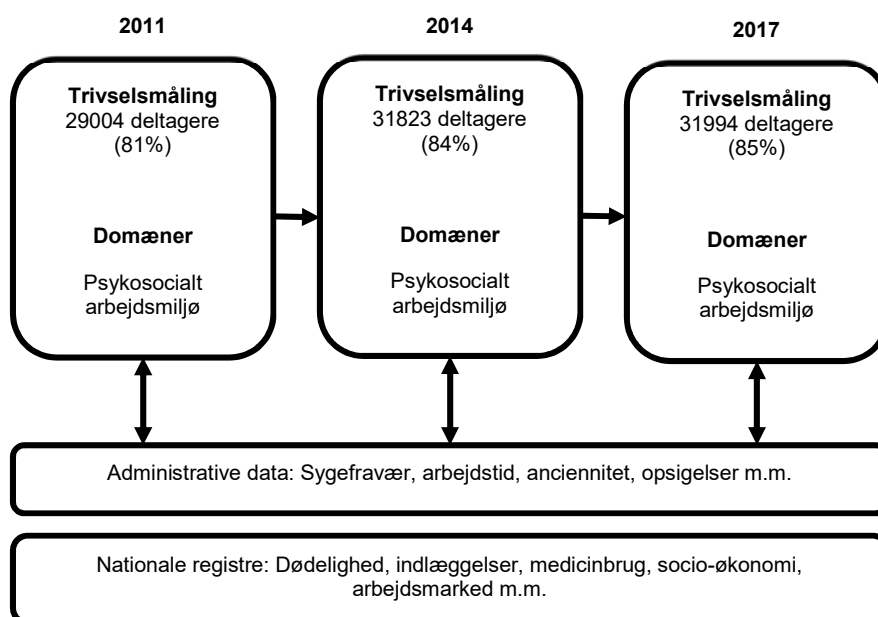 2011
2014
2017
Trivselsmåling
29004 deltagere
(81%)
Domæner
Psykosocialt
arbejdsmiljø
Trivselsmåling
31823 deltagere
(84%)
Domæner
Psykosocialt
arbejdsmiljø
Trivselsmåling
31994 deltagere
(85%)
Domæner
Psykosocialt
arbejdsmiljø
Administrative data: Sygefravær, arbejdstid, anciennitet, opsigelser m.m.
Nationale registre: Dødelighed, indlæggelser, medicinbrug, socio-økonomi,
arbejdsmarked m.m.